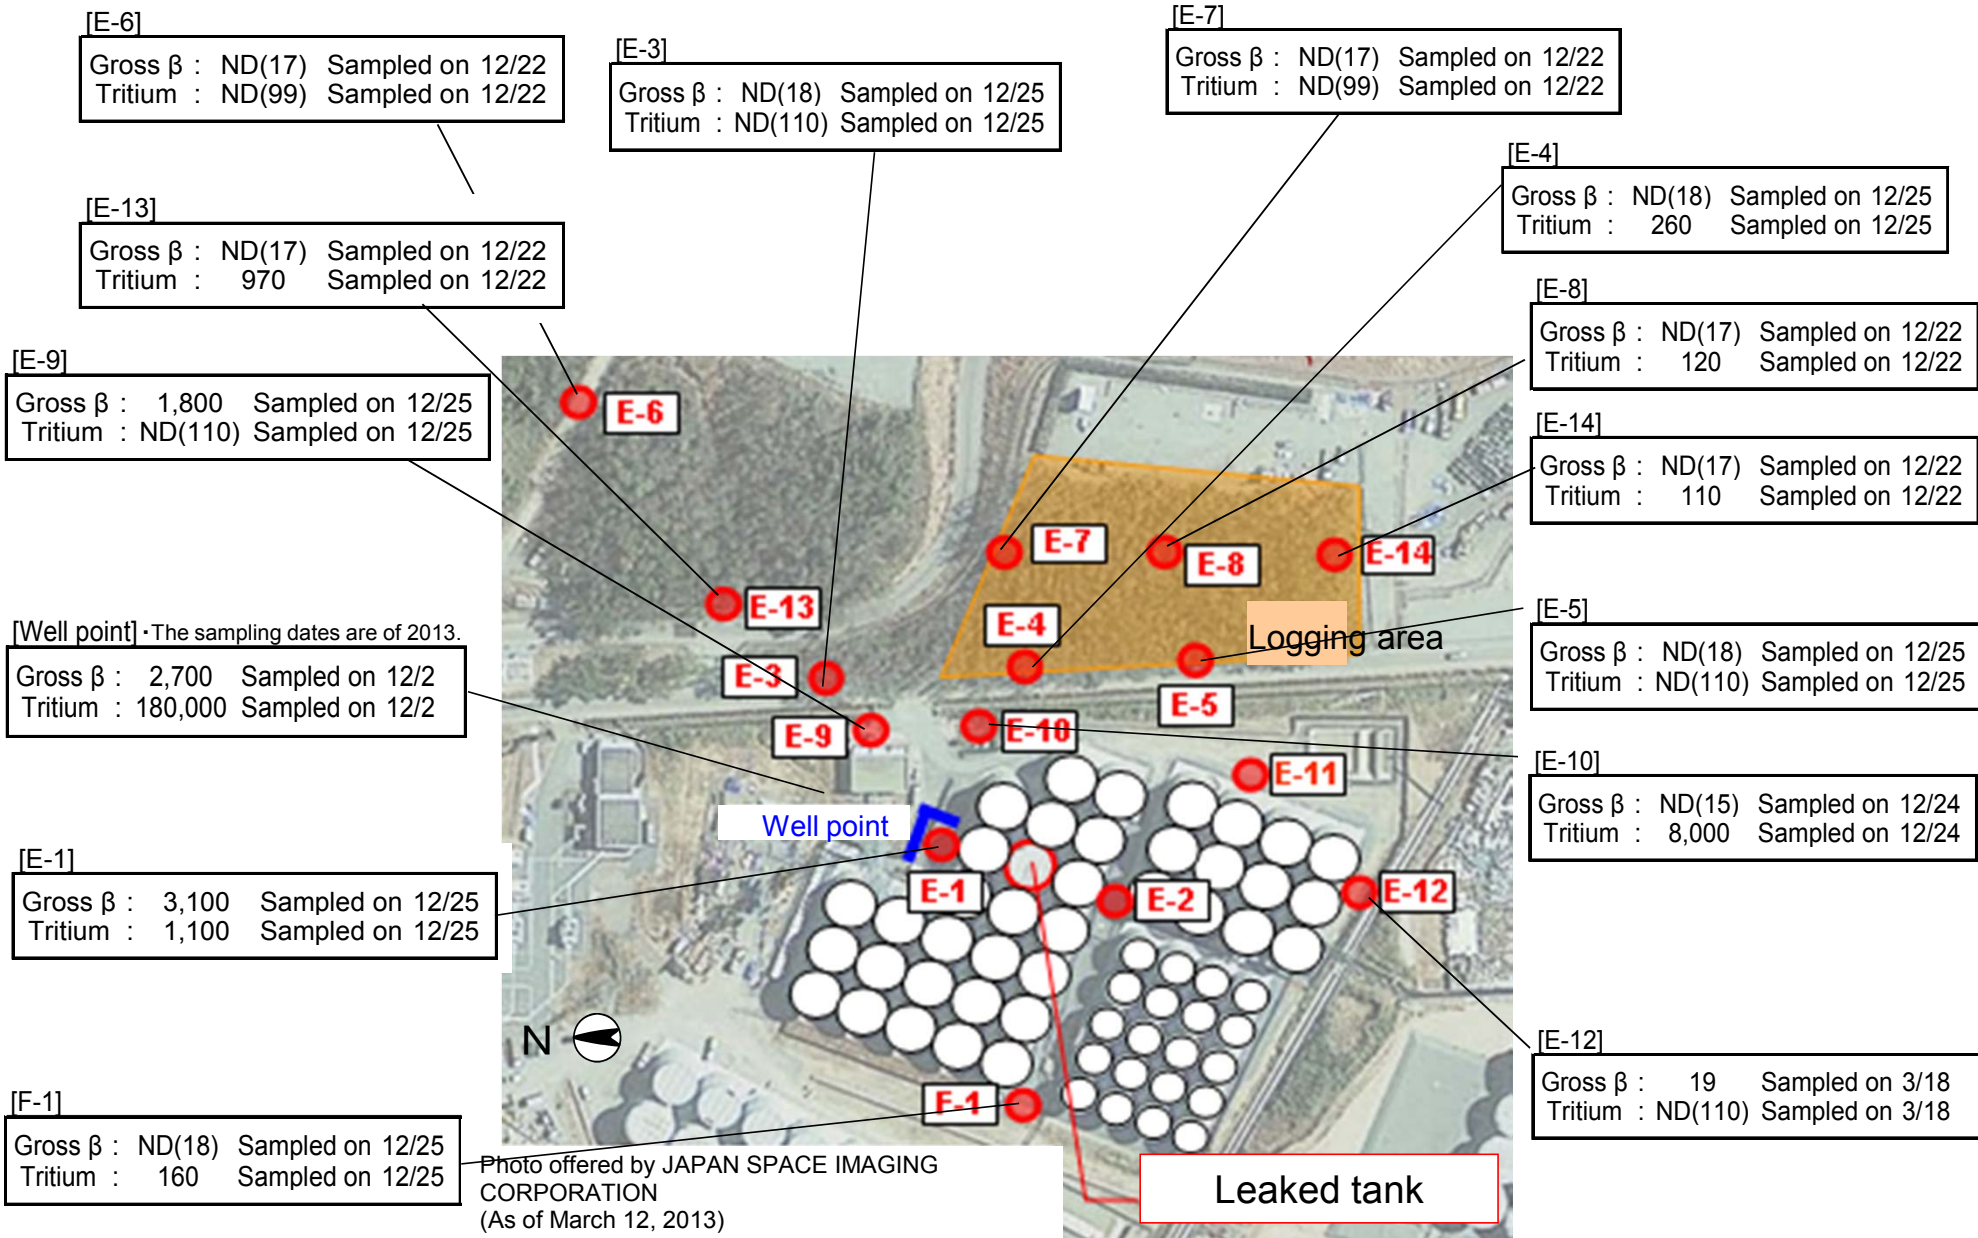 [E-6]
Gross β : ND(17) Sampled on 12/22
Tritium : ND(99) Sampled on 12/22
[E-3]
Gross β : ND(18) Sampled on 12/25
Tritium : ND(110) Sampled on 12/25
[E-7]
Gross β : ND(17) Sampled on 12/22
Tritium : ND(99) Sampled on 12/22
[E-4]
Gross β : ND(18) Sampled on 12/25
Tritium : 260 Sampled on 12/25
[E-13]
Gross β : ND(17) Sampled on 12/22
Tritium : 970 Sampled on 12/22
[E-8]
Gross β : ND(17) Sampled on 12/22
Tritium : 120 Sampled on 12/22
[E-9]
Gross β : 1,800 Sampled on 12/25
Tritium : ND(110) Sampled on 12/25
[E-14]
Gross β : ND(17) Sampled on 12/22
Tritium : 110 Sampled on 12/22
[Well point]・The sampling dates are of 2013.
Gross β : 2,700 Sampled on 12/2
Tritium : 180,000 Sampled on 12/2
[E-5]
Gross β : ND(18) Sampled on 12/25
Tritium : ND(110) Sampled on 12/25
[E-10]
Gross β : ND(15) Sampled on 12/24
Tritium : 8,000 Sampled on 12/24
[E-1]
Gross β : 3,100 Sampled on 12/25
Tritium : 1,100 Sampled on 12/25
[E-12]
Gross β : 19 Sampled on 3/18
Tritium : ND(110) Sampled on 3/18
[F-1]
Gross β : ND(18) Sampled on 12/25
Tritium : 160 Sampled on 12/25
E-6
E-7
E-8
E-14
E-13
E-4
Logging area
E-3
E-5
E-9
E-10
E-11
Well point
E-1
E-2
E-12
N
F-1
Photo offered by JAPAN SPACE IMAGING
CORPORATION
(As of March 12, 2013)
Leaked tank